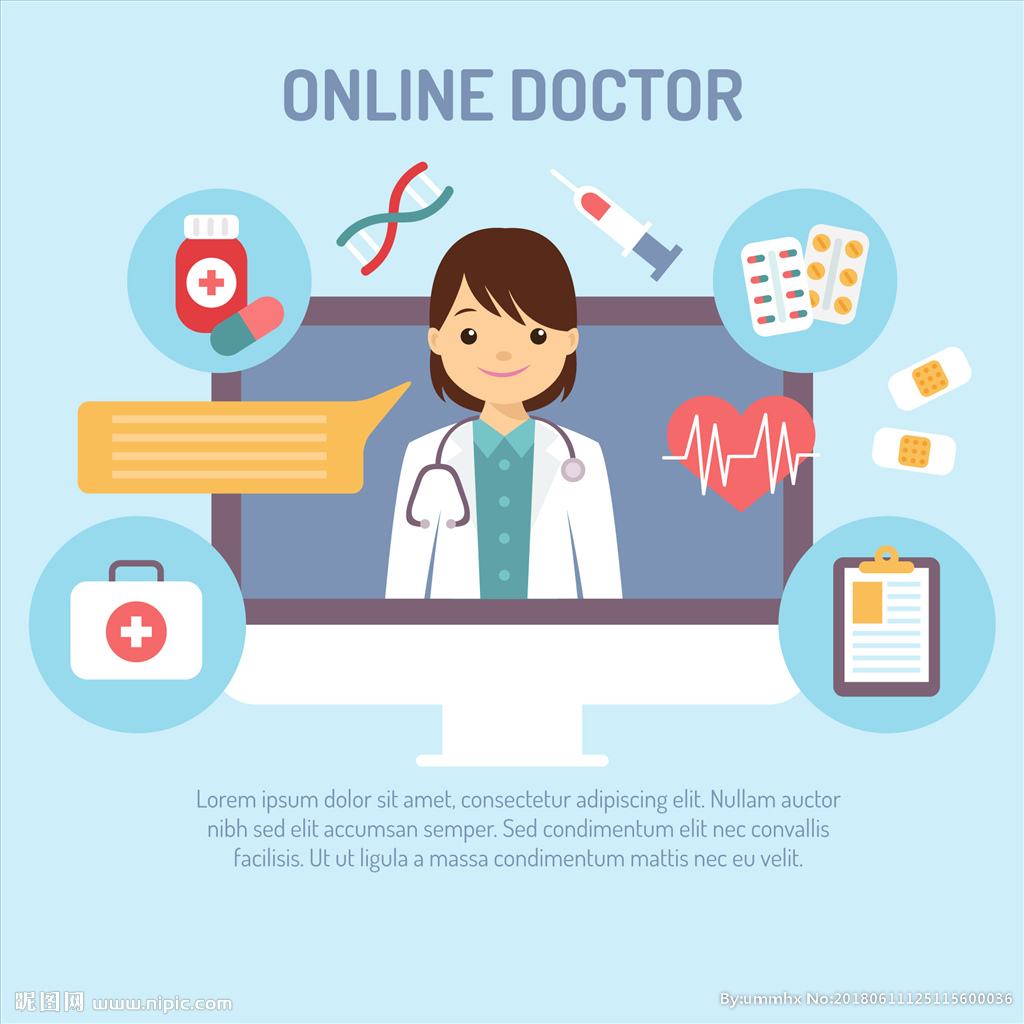 ONLINE DOCTOR
Lorem ipsum dolor sit amet, consectetur adipiscing elit. Nullam auctor
nibh sed elit accumsan semper. Sed condimentum elit nec convallis
facilisis. Ut ut ligula a massa condimentum mattis nec eu velit.
昵图网 www.nipic.com
By:ummhx No:20180611125115600036